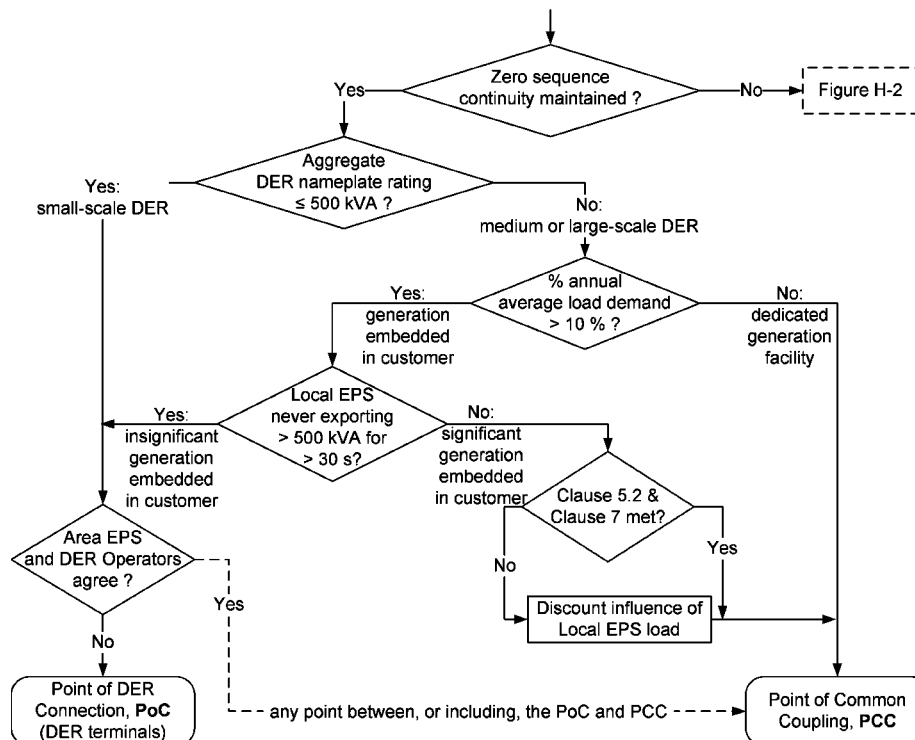 Zero sequence
continuity maintained ?
Yes
No
Figure H-2
Aggregate
DER nameplate rating
≤ 500 kVA ?
Yes:
small-scale DER
No:
medium or large-scale DER
% annual
average load demand
> 10 % ?
Yes:
generation
embedded
in customer
No:
dedicated
generation
facility
Local EPS
never exporting
> 500 kVA for
> 30 s?
Yes:
insignificant
generation
embedded
in customer
No:
significant
generation
embedded
in customer
Clause 5.2 &
Clause 7 met?
No
Yes
Discount influence of
Local EPS load
Area EPS
and DER Operators
agree ?
Yes
No
Point of DER
Connection, PoC
(DER terminals)
any point between, or including, the PoC and PCC
Point of Common
Coupling, PCC